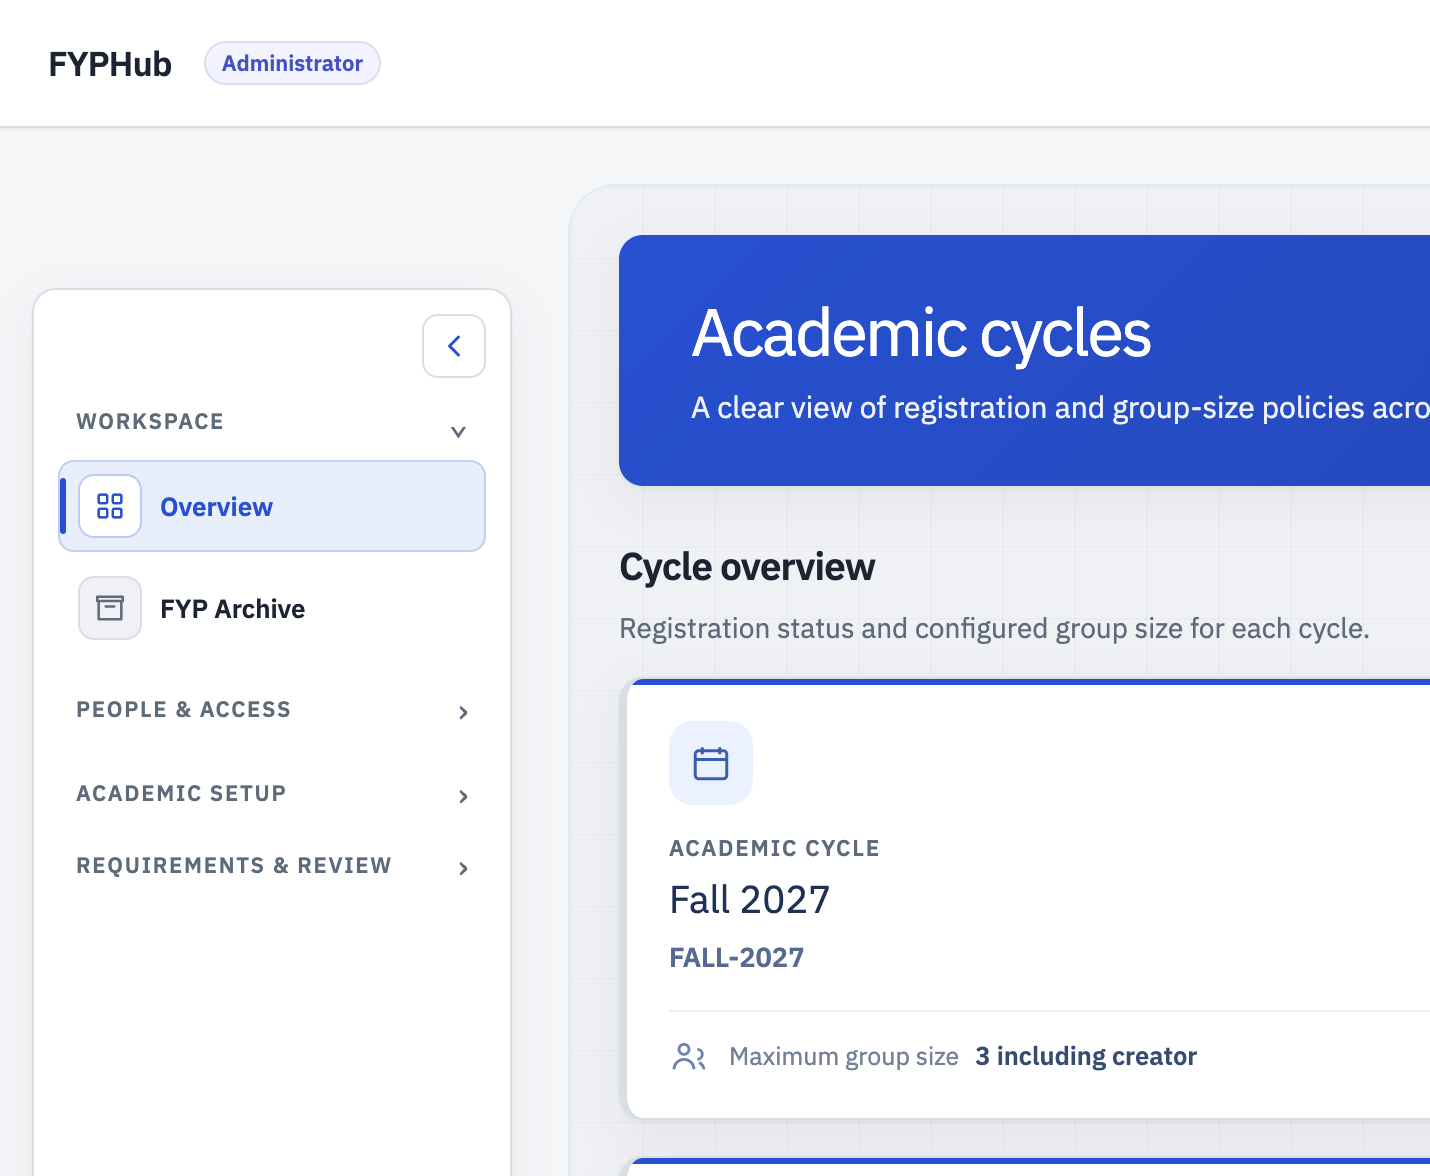 FYPHub
Administrator
WORKSPACE
Overview
FYP Archive
PEOPLE & ACCESS
ACADEMIC SETUP
REQUIREMENTS & REVIEW
Academic cycles
A clear view of registration and group-size policies acro
Cycle overview
Registration status and configured group size for each cycle.
ACADEMIC CYCLE
Fall 2027
FALL-2027
Maximum group size 3 including creator